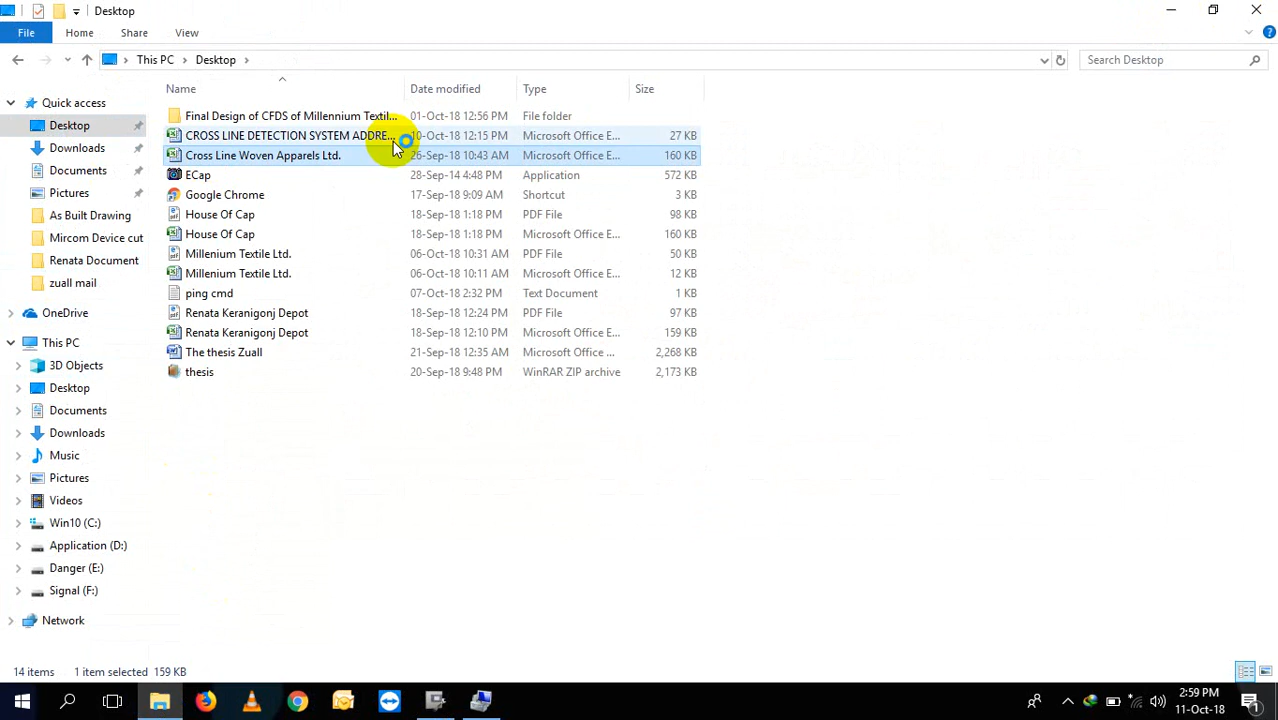 Desktop
File Home Share View
This PC Desktop Search Desktop
Name Date modified Type Size
Quick access
Desktop
Downloads
Documents
Pictures
As Built Drawing
Mircom Device cut
Renata Document
zuall mail
OneDrive
This PC
3D Objects
Desktop
Documents
Downloads
Music
Pictures
Videos
Win10 (C:)
Application (D:)
Danger (E:)
Signal (F:)
Network
Final Design of CFDS of Millennium Textil... 01-Oct-18 12:56 PM File folder
CROSS LINE DETECTION SYSTEM ADDRE... 10-Oct-18 12:15 PM Microsoft Office E... 27 KB
Cross Line Woven Apparels Ltd. 26-Sep-18 10:43 AM Microsoft Office E... 160 KB
ECap 28-Sep-14 4:48 PM Application 572 KB
Google Chrome 17-Sep-18 9:09 AM Shortcut 3 KB
House Of Cap 18-Sep-18 1:18 PM PDF File 98 KB
House Of Cap 18-Sep-18 1:18 PM Microsoft Office E... 160 KB
Millenium Textile Ltd. 06-Oct-18 10:31 AM PDF File 50 KB
Millenium Textile Ltd. 06-Oct-18 10:11 AM Microsoft Office E... 12 KB
ping cmd 07-Oct-18 2:32 PM Text Document 1 KB
Renata Keranigonj Depot 18-Sep-18 12:24 PM PDF File 97 KB
Renata Keranigonj Depot 18-Sep-18 12:10 PM Microsoft Office E... 159 KB
The thesis Zuall 21-Sep-18 12:35 AM Microsoft Office ... 2,268 KB
thesis 20-Sep-18 9:48 PM WinRAR ZIP archive 2,173 KB
14 items 1 item selected 159 KB
2:59 PM
11-Oct-18
1